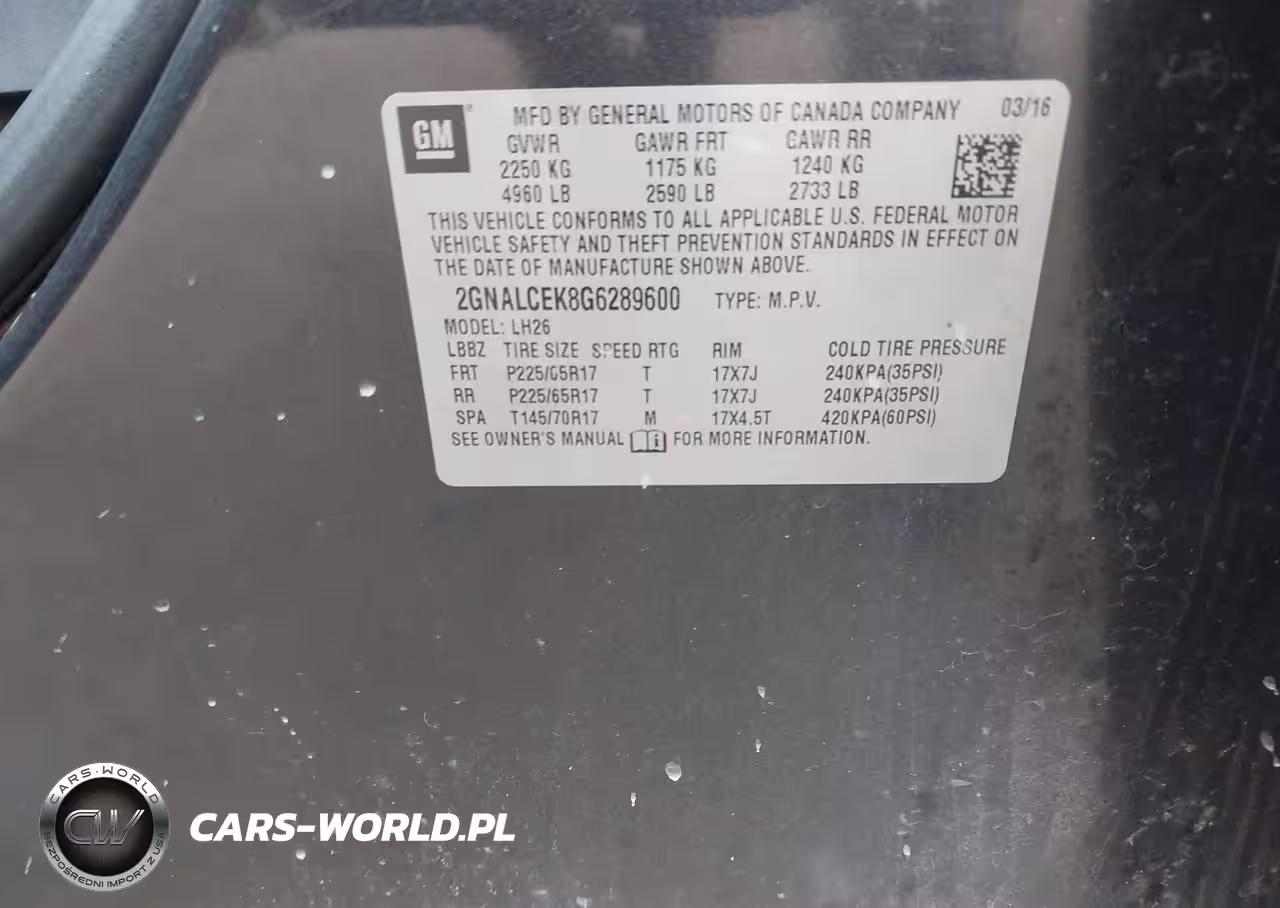 GM
MFD BY GENERAL MOTORS OF CANADA COMPANY 03/16
GVWR GAWR FRT GAWR RR
2250 KG 1175 KG 1240 KG
4960 LB 2590 LB 2733 LB
THIS VEHICLE CONFORMS TO ALL APPLICABLE U.S. FEDERAL MOTOR
VEHICLE SAFETY AND THEFT PREVENTION STANDARDS IN EFFECT ON
THE DATE OF MANUFACTURE SHOWN ABOVE.
2GNALCEK8G6289600 TYPE: M.P.V.
MODEL: LH26
LBBZ TIRE SIZE SPEED RTG RIM COLD TIRE PRESSURE
FRT P225/65R17 T 17X7J 240KPA(35PSI)
RR P225/65R17 T 17X7J 240KPA(35PSI)
SPA T145/70R17 M 17X4.5T 420KPA(60PSI)
SEE OWNER'S MANUAL FOR MORE INFORMATION.
CARS-WORLD
CW
BEZPOŚREDNI IMPORT Z USA
CARS-WORLD.PL